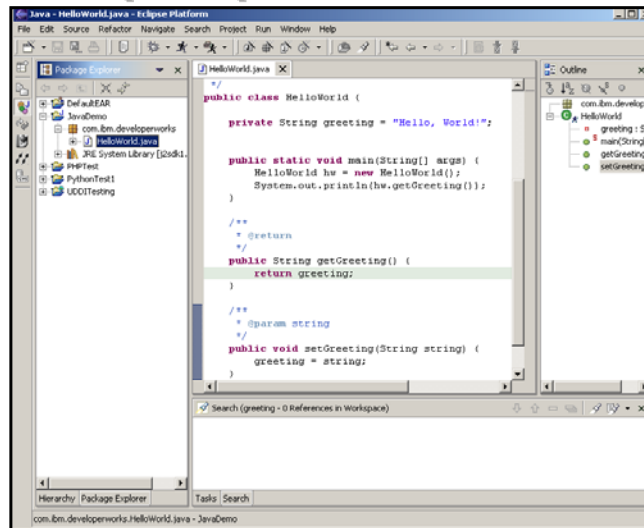 Java - HelloWorld.java - Eclipse Platform
File Edit Source Refactor Navigate Search Project Run Window Help
Package Explorer
DefaultEAR
JavaDemo
com.ibm.developerworks
HelloWorld.java
JRE System Library [j2sdk1.
PHPTest
PythonTest1
UDDITesting
Hierarchy Package Explorer
HelloWorld.java
*/
public class HelloWorld {
private String greeting = "Hello, World!";
public static void main(String[] args) {
HelloWorld hw = new HelloWorld();
System.out.println(hw.getGreeting());
}
/**
* @return
*/
public String getGreeting() {
return greeting;
}
/**
* @param string
*/
public void setGreeting(String string) {
greeting = string;
}
Outline
com.ibm.develop
HelloWorld
greeting : S
main(String
getGreeting
setGreeting
Search (greeting - 0 References in Workspace)
Tasks Search
com.ibm.developerworks.HelloWorld.java - JavaDemo